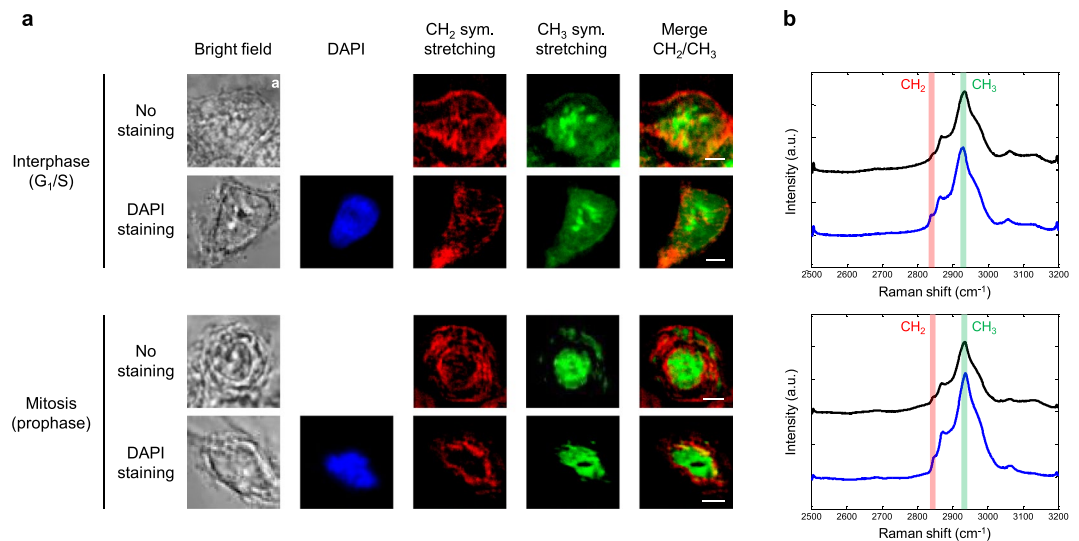 a
b
Bright field
DAPI
CH2 sym.
stretching
CH3 sym.
stretching
Merge
CH2/CH3
a
Interphase
(G1/S)
No
staining
DAPI
staining
Mitosis
(prophase)
No
staining
DAPI
staining
CH2
CH3
Intensity (a.u.)
2500 2600 2700 2800 2900 3000 3100 3200
Raman shift (cm-1)
CH2
CH3
Intensity (a.u.)
2500 2600 2700 2800 2900 3000 3100 3200
Raman shift (cm-1)